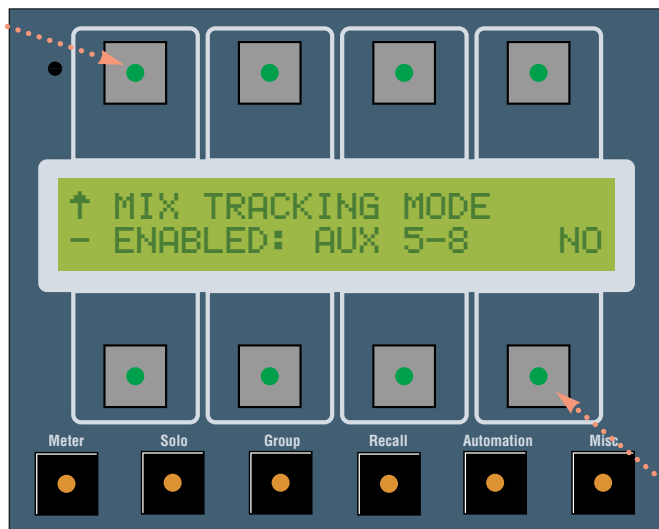 ↑ MIX TRACKING MODE
- ENABLED: AUX 5-8 NO
Meter Solo Group Recall Automation Misc